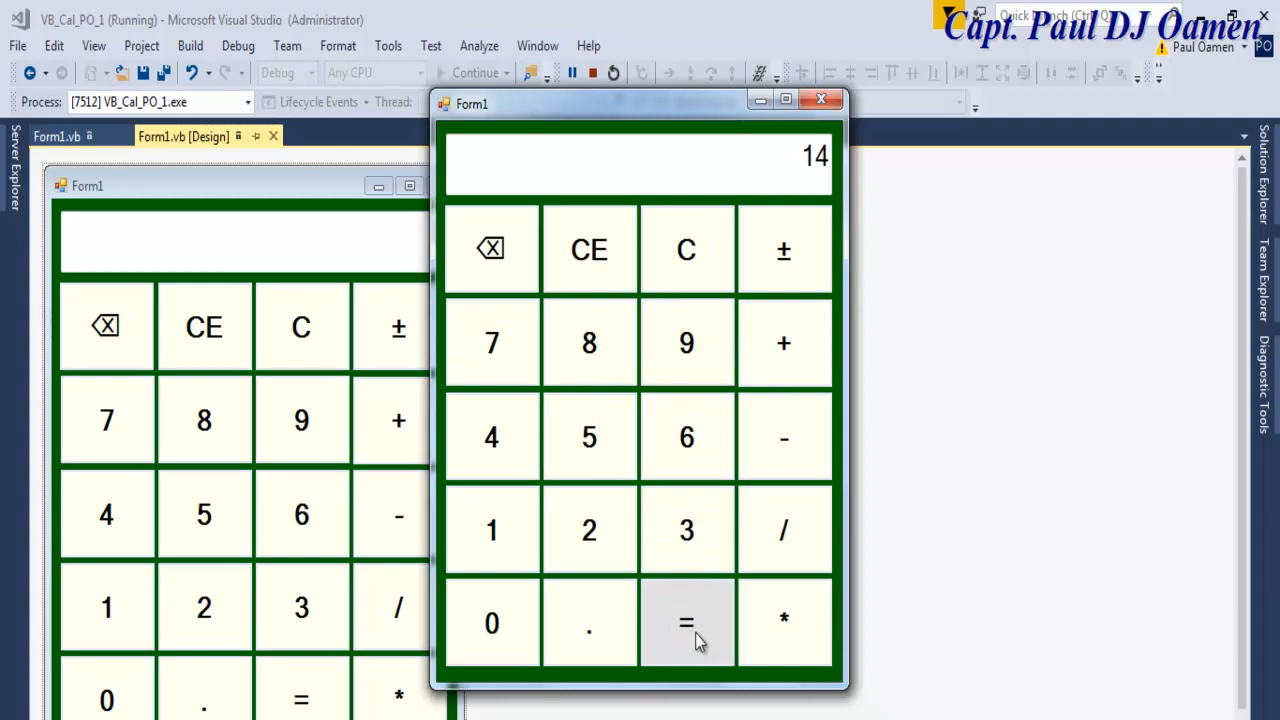 VB_Cal_PO_1 (Running) - Microsoft Visual Studio (Administrator)
Quick Launch (Ctrl+Q)
Capt. Paul DJ Oamen
File Edit View Project Build Debug Team Format Tools Test Analyze Window Help
Paul Oamen PO
Debug Any CPU Continue
Process: [7512] VB_Cal_PO_1.exe Lifecycle Events Thread:
Form1.vb Form1.vb [Design]
Server Explorer
Form1
CE C ±
7 8 9 +
4 5 6 -
1 2 3 /
0 . = *
Form1
14
CE C ±
7 8 9 +
4 5 6 -
1 2 3 /
0 . = *
Solution Explorer
Team Explorer
Diagnostic Tools